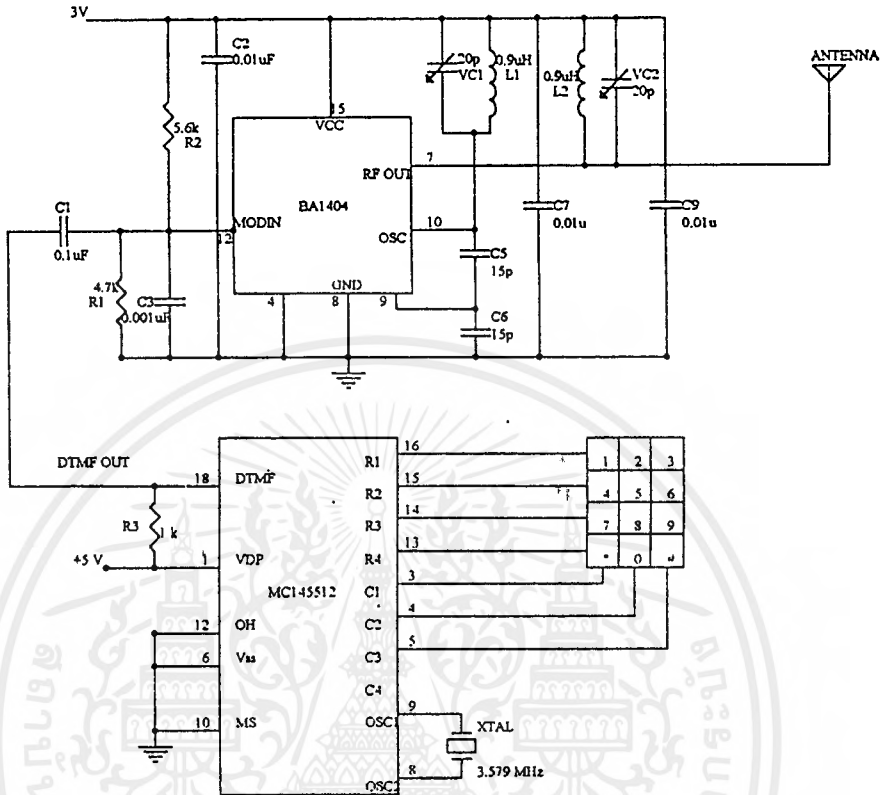 3V
C2
0.01uF
20p
VC1
0.9uH
L1
0.9uH
L2
VC2
20p
ANTENNA
5.6k
R2
15
VCC
7
RF OUT
BA1404
C1
0.1uF
MODIN
12
10
OSC
C7
0.01u
C9
0.01u
4.7k
R1
C3
0.001uF
C5
15p
GND
4
8
9
C6
15p
DTMF OUT
18
DTMF
16
R1
1 2 3
15
R2
4 5 6
R3
1 k
14
R3
7 8 9
+5 V
1
VDP
13
R4
* 0 #
MC145512
3
C1
12
OH
4
C2
6
Vss
5
C3
C4
10
MS
9
OSC1
XTAL
8
OSC2
3.579 MHz